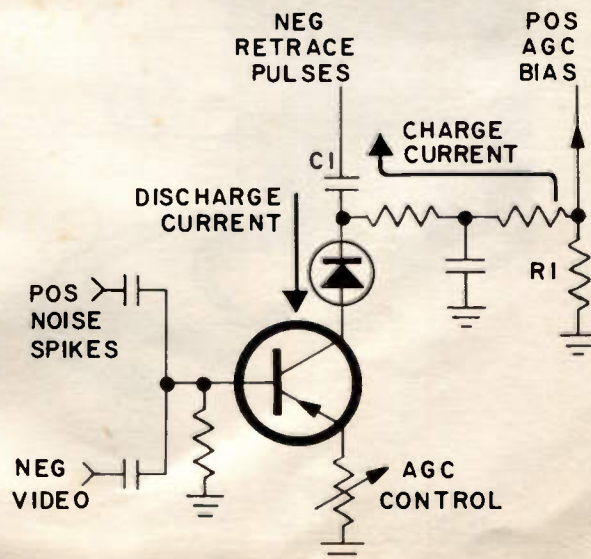 NEG
RETRACE
PULSES
POS
AGC
BIAS
C1
CHARGE
CURRENT
DISCHARGE
CURRENT
R1
POS
NOISE
SPIKES
NEG
VIDEO
AGC
CONTROL